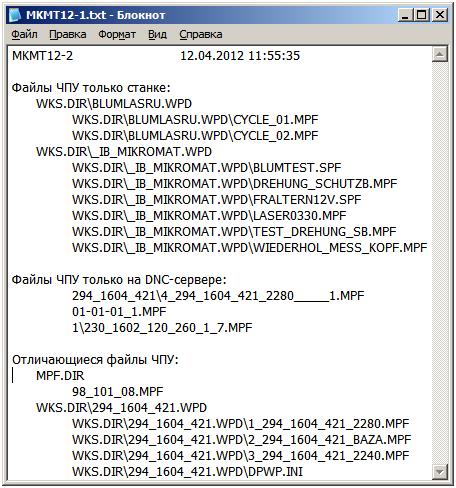 MKMT12-1.txt - Блокнот
Файл Правка Формат Вид Справка
MKMT12-2 12.04.2012 11:55:35
Файлы ЧПУ только станке:
WKS.DIR\BLUMLASRU.WPD
WKS.DIR\BLUMLASRU.WPD\CYCLE_01.MPF
WKS.DIR\BLUMLASRU.WPD\CYCLE_02.MPF
WKS.DIR\_IB_MIKROMAT.WPD
WKS.DIR\_IB_MIKROMAT.WPD\BLUMTEST.SPF
WKS.DIR\_IB_MIKROMAT.WPD\DREHUNG_SCHUTZB.MPF
WKS.DIR\_IB_MIKROMAT.WPD\FRALTERN12V.SPF
WKS.DIR\_IB_MIKROMAT.WPD\LASER0330.MPF
WKS.DIR\_IB_MIKROMAT.WPD\TEST_DREHUNG_SB.MPF
WKS.DIR\_IB_MIKROMAT.WPD\WIEDERHOL_MESS_KOPF.MPF
Файлы ЧПУ только на DNC-сервере:
294_1604_421\4_294_1604_421_2280_____1.MPF
01-01-01_1.MPF
1\230_1602_120_260_1_7.MPF
Отличающиеся файлы ЧПУ:
MPF.DIR
98_101_08.MPF
WKS.DIR\294_1604_421.WPD
WKS.DIR\294_1604_421.WPD\1_294_1604_421_2280.MPF
WKS.DIR\294_1604_421.WPD\2_294_1604_421_BAZA.MPF
WKS.DIR\294_1604_421.WPD\3_294_1604_421_2240.MPF
WKS.DIR\294_1604_421.WPD\DPWP.INI